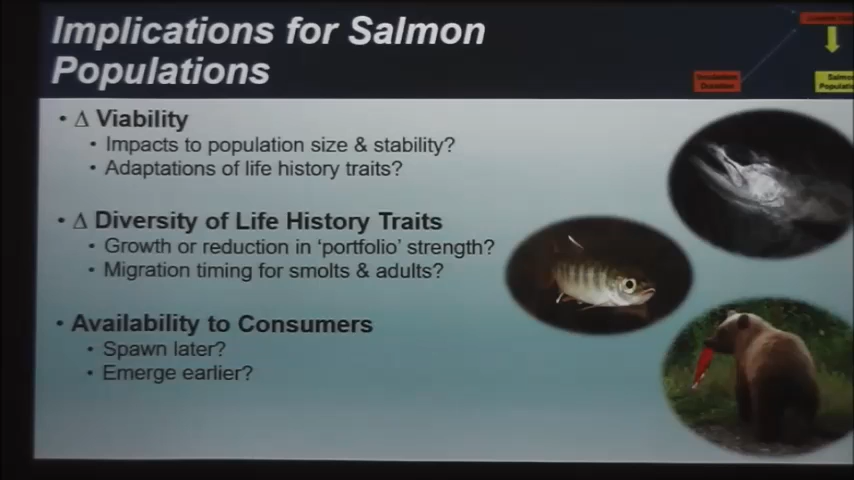 Implications for Salmon
Populations
• Δ Viability
• Impacts to population size & stability?
• Adaptations of life history traits?
• Δ Diversity of Life History Traits
• Growth or reduction in 'portfolio' strength?
• Migration timing for smolts & adults?
• Availability to Consumers
• Spawn later?
• Emerge earlier?